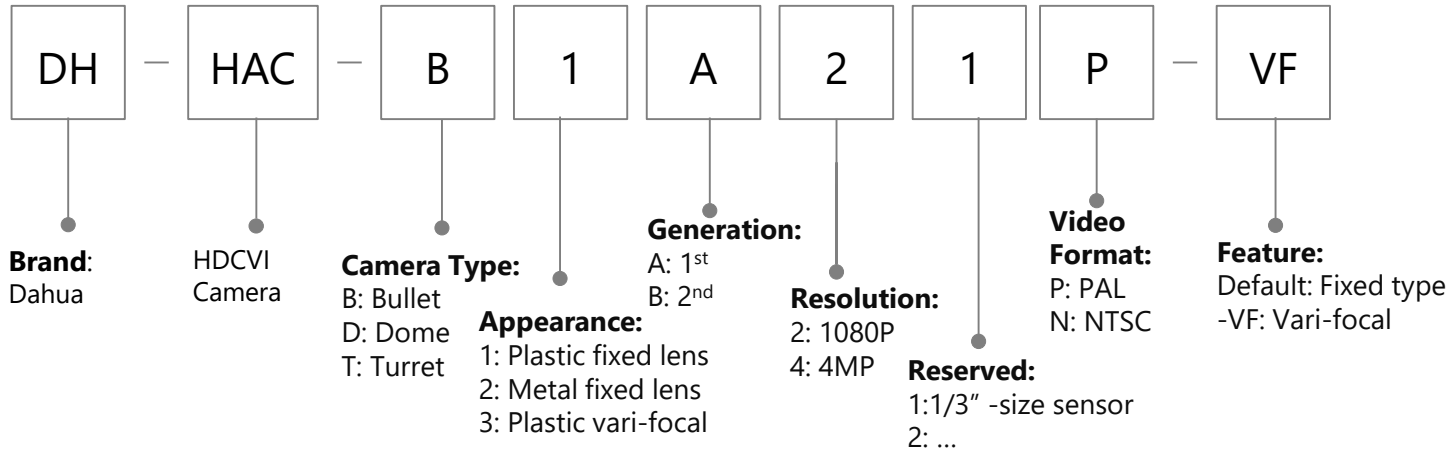 DH — HAC — B 1 A 2 1 P — VF
Brand:
Dahua
HDCVI
Camera
Camera Type:
B: Bullet
D: Dome
T: Turret
Appearance:
1: Plastic fixed lens
2: Metal fixed lens
3: Plastic vari-focal
Generation:
A: 1st
B: 2nd
Resolution:
2: 1080P
4: 4MP
Reserved:
1:1/3” -size sensor
2: ...
Video
Format:
P: PAL
N: NTSC
Feature:
Default: Fixed type
-VF: Vari-focal